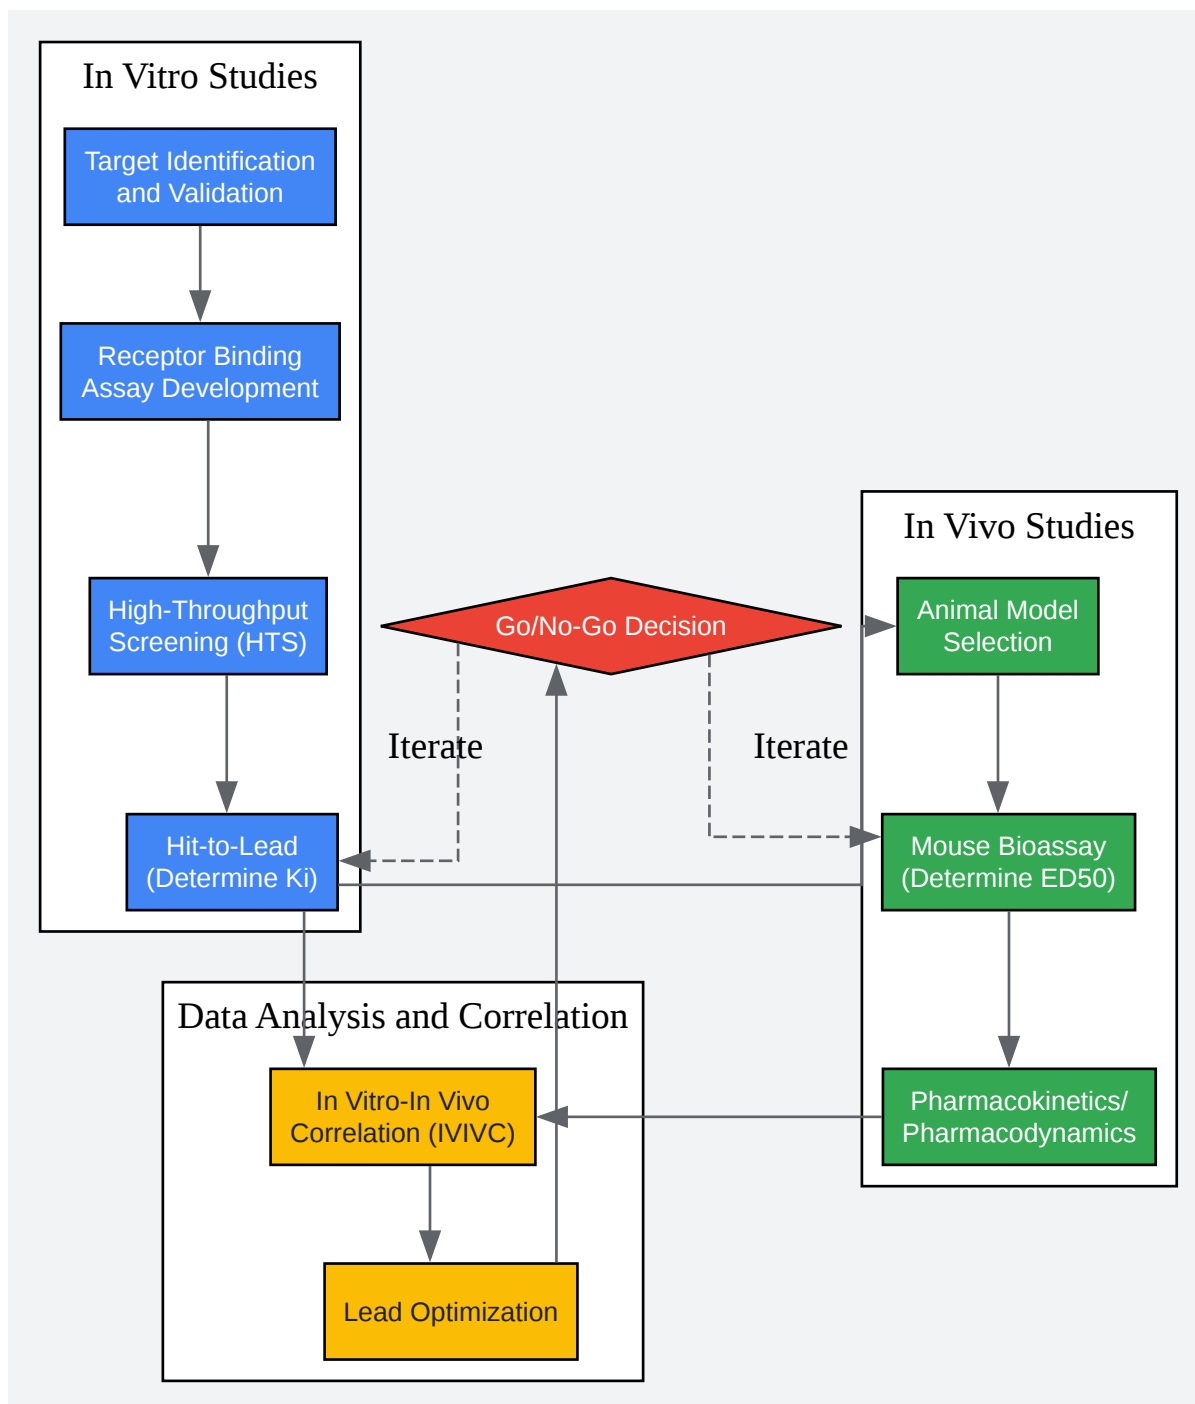 In Vitro Studies
Target Identification
and Validation
Receptor Binding
Assay Development
High-Throughput
Screening (HTS)
Hit-to-Lead
(Determine Ki)
Go/No-Go Decision
Iterate
Iterate
In Vivo Studies
Animal Model
Selection
Mouse Bioassay
(Determine ED50)
Pharmacokinetics/
Pharmacodynamics
Data Analysis and Correlation
In Vitro-In Vivo
Correlation (IVIVC)
Lead Optimization